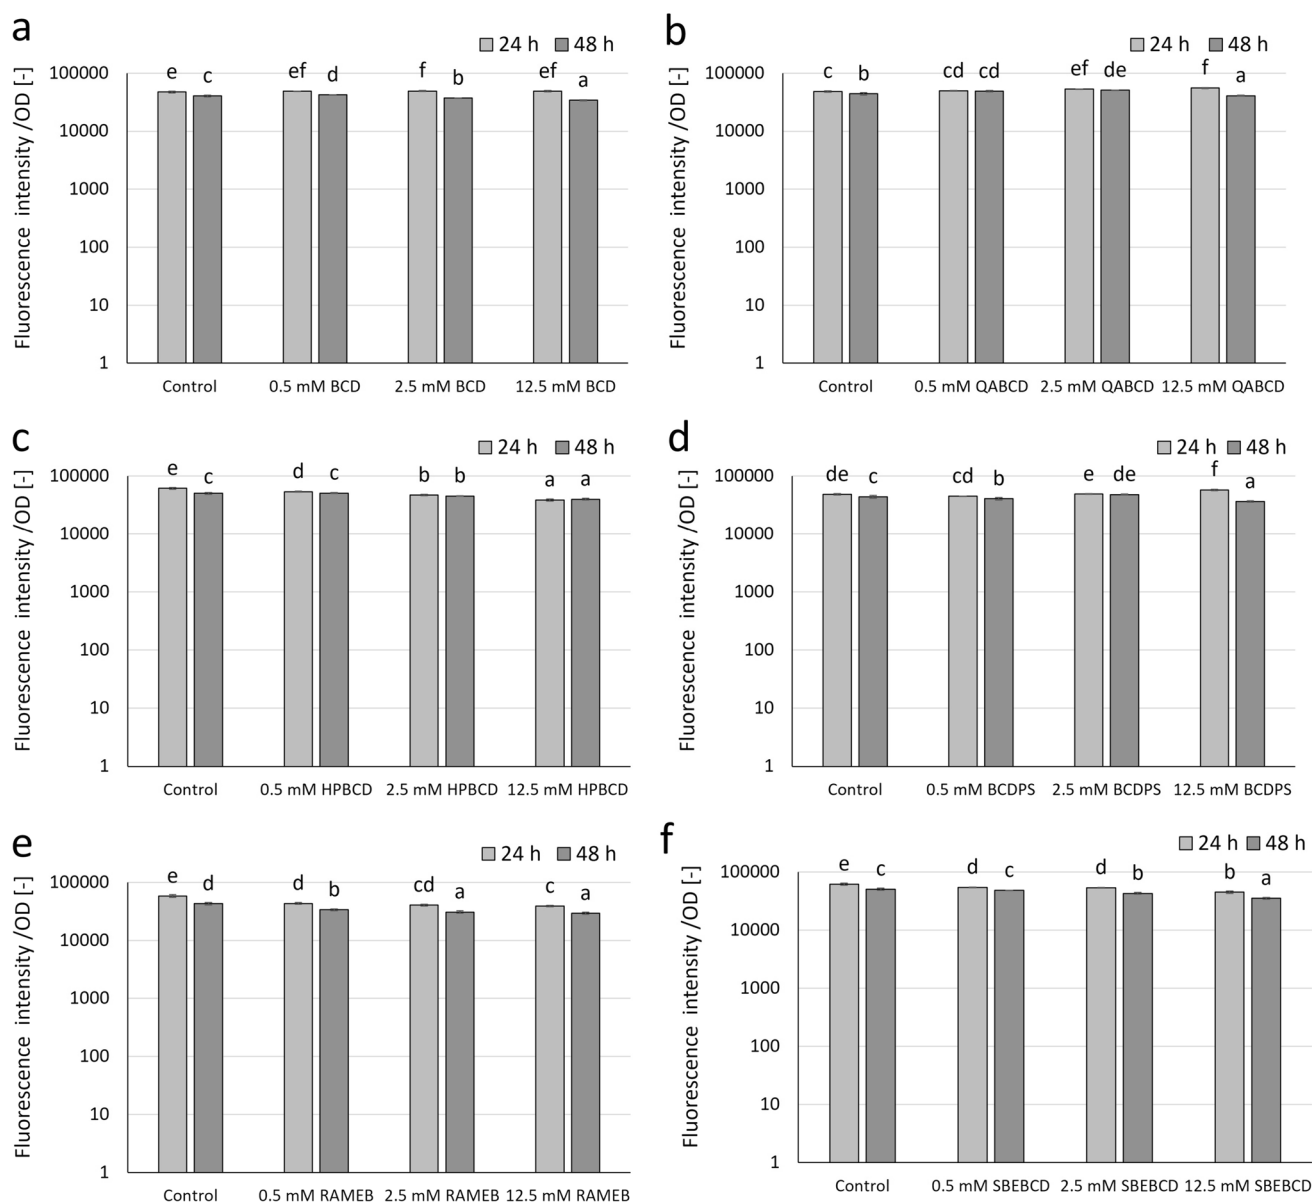 a
24 h 48 h
Fluorescence intensity /OD [-]
100000
10000
1000
100
10
1
e c ef d f b ef a
Control 0.5 mM BCD 2.5 mM BCD 12.5 mM BCD
b
24 h 48 h
Fluorescence intensity /OD [-]
100000
10000
1000
100
10
1
c b cd cd ef de f a
Control 0.5 mM QABCD 2.5 mM QABCD 12.5 mM QABCD
c
24 h 48 h
Fluorescence intensity /OD [-]
100000
10000
1000
100
10
1
e c d c b b a a
Control 0.5 mM HPBCD 2.5 mM HPBCD 12.5 mM HPBCD
d
24 h 48 h
Fluorescence intensity /OD [-]
100000
10000
1000
100
10
1
de c cd b e de f a
Control 0.5 mM BCDPS 2.5 mM BCDPS 12.5 mM BCDPS
e
24 h 48 h
Fluorescence intensity /OD [-]
100000
10000
1000
100
10
1
e d d b cd a c a
Control 0.5 mM RAMEB 2.5 mM RAMEB 12.5 mM RAMEB
f
24 h 48 h
Fluorescence intensity /OD [-]
100000
10000
1000
100
10
1
e c d c d b b a
Control 0.5 mM SBEBCD 2.5 mM SBEBCD 12.5 mM SBEBCD